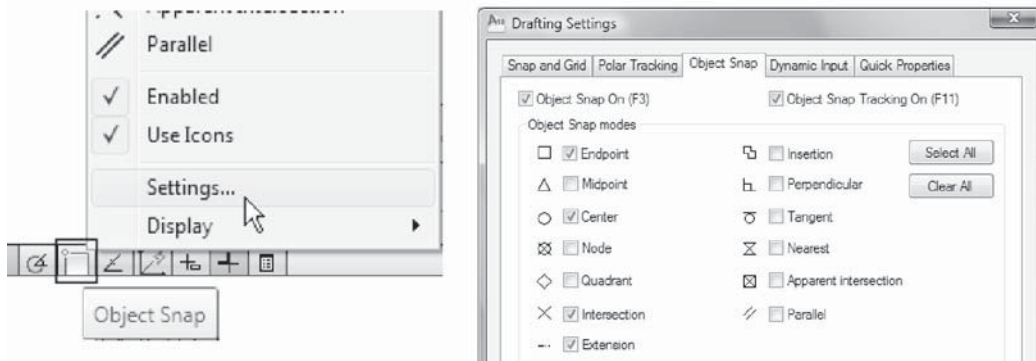 Apparent Intersection
Parallel
Enabled
Use Icons
Settings...
Display
Object Snap
Drafting Settings
Snap and Grid Polar Tracking Object Snap Dynamic Input Quick Properties
Object Snap On (F3) Object Snap Tracking On (F11)
Object Snap modes
Endpoint Insertion Select All
Midpoint Perpendicular Clear All
Center Tangent
Node Nearest
Quadrant Apparent intersection
Intersection Parallel
Extension